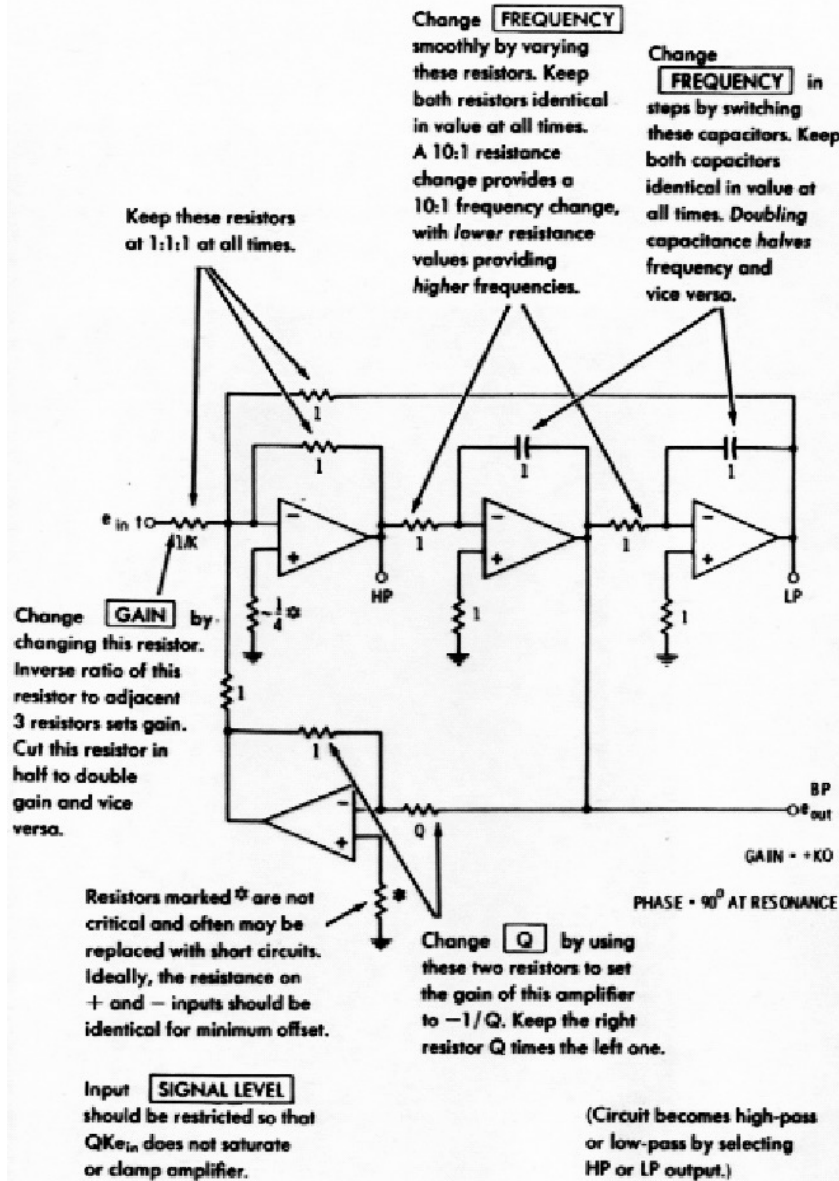 Change FREQUENCY
smoothly by varying
these resistors. Keep
both resistors identical
in value at all times.
A 10:1 resistance
change provides a
10:1 frequency change,
with lower resistance
values providing
higher frequencies.
Change
FREQUENCY in
steps by switching
these capacitors. Keep
both capacitors
identical in value at
all times. Doubling
capacitance halves
frequency and
vice versa.
Keep these resistors
at 1:1:1 at all times.
1
1
1
1
e in 1
1/K
−
+
1
−
+
1
−
+
HP
LP
~1/4 *
1
1
Change GAIN by
changing this resistor.
Inverse ratio of this
resistor to adjacent
3 resistors sets gain.
Cut this resistor in
half to double
gain and vice
versa.
1
1
−
+
Q
*
BP
e out
GAIN = +KQ
PHASE = 90° AT RESONANCE
Resistors marked * are not
critical and often may be
replaced with short circuits.
Ideally, the resistance on
+ and − inputs should be
identical for minimum offset.
Change Q by using
these two resistors to set
the gain of this amplifier
to −1/Q. Keep the right
resistor Q times the left one.
Input SIGNAL LEVEL
should be restricted so that
QKein does not saturate
or clamp amplifier.
(Circuit becomes high-pass
or low-pass by selecting
HP or LP output.)